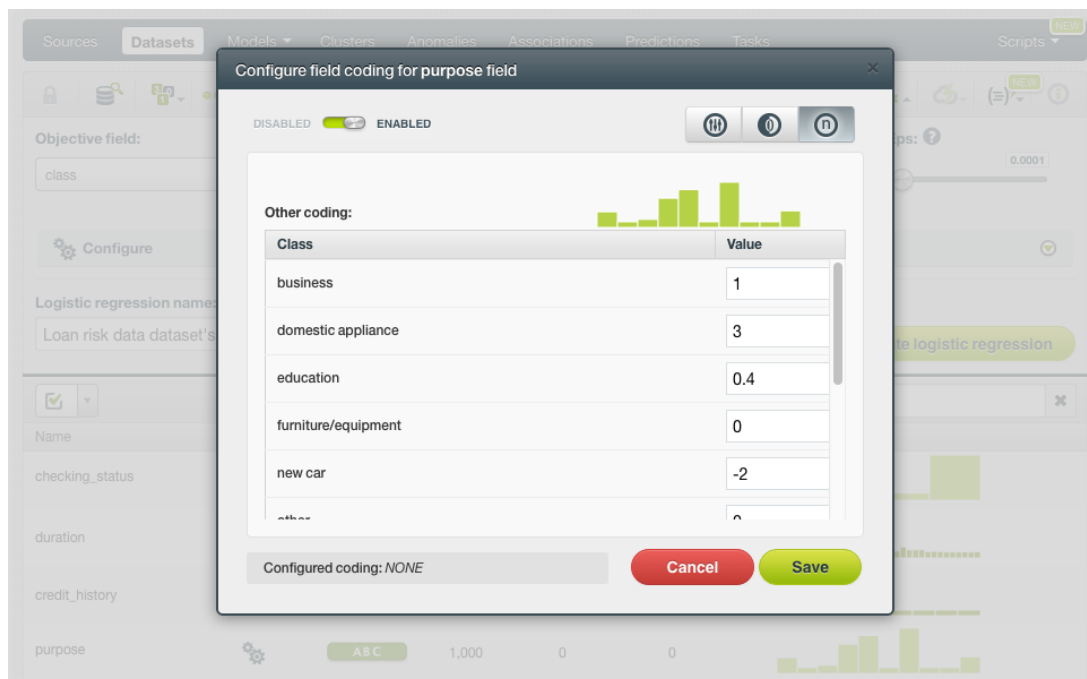 NEW
Sources Datasets Models Clusters Anomalies Associations Predictions Tasks Scripts
Configure field coding for purpose field
NEW
DISABLED ENABLED
Objective field:
ps:
0.0001
class
Other coding:
Class Value
Configure
business 1
Logistic regression name:
domestic appliance 3
Loan risk data dataset's
te logistic regression
education 0.4
furniture/equipment 0
Name
new car -2
checking_status
other 0
duration
Configured coding: NONE Cancel Save
credit_history
purpose ABC 1,000 0 0